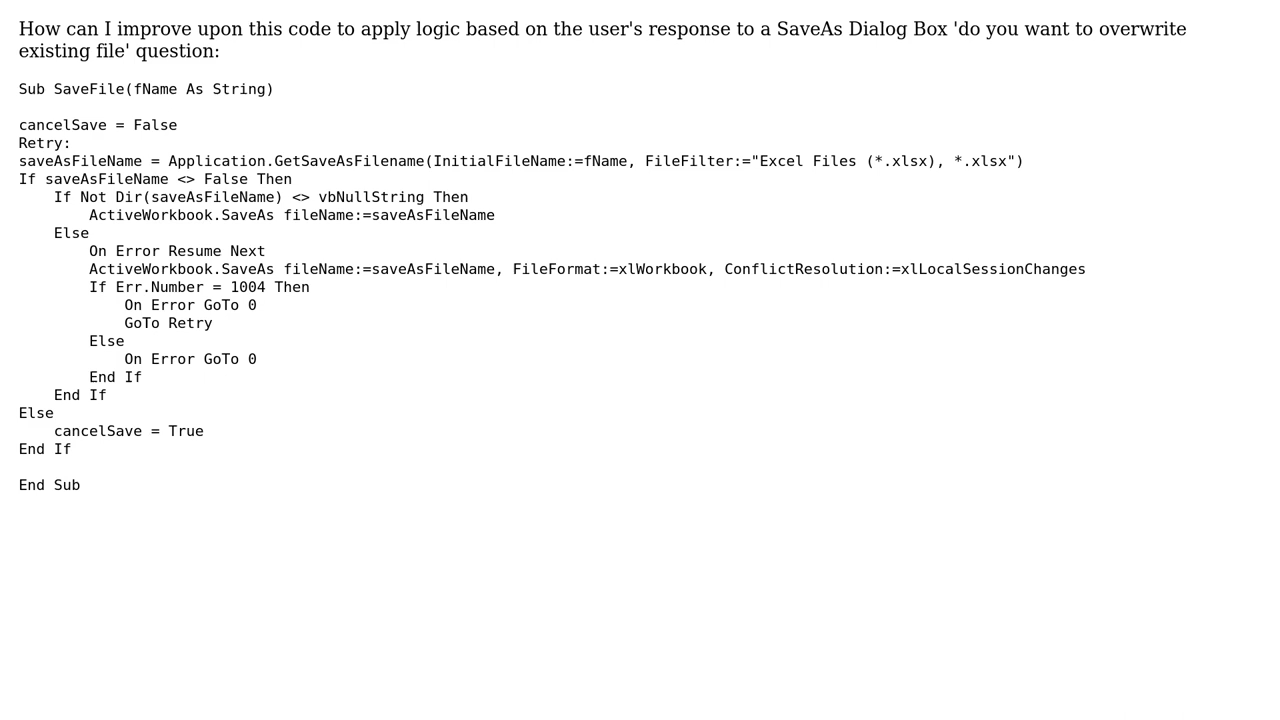 How can I improve upon this code to apply logic based on the user's response to a SaveAs Dialog Box 'do you want to overwrite
existing file' question:
Sub SaveFile(fName As String)
cancelSave = False
Retry:
saveAsFileName = Application.GetSaveAsFilename(InitialFileName:=fName, FileFilter:="Excel Files (*.xlsx), *.xlsx")
If saveAsFileName <> False Then
    If Not Dir(saveAsFileName) <> vbNullString Then
        ActiveWorkbook.SaveAs fileName:=saveAsFileName
    Else
        On Error Resume Next
        ActiveWorkbook.SaveAs fileName:=saveAsFileName, FileFormat:=xlWorkbook, ConflictResolution:=xlLocalSessionChanges
        If Err.Number = 1004 Then
            On Error GoTo 0
            GoTo Retry
        Else
            On Error GoTo 0
        End If
    End If
Else
    cancelSave = True
End If
End Sub